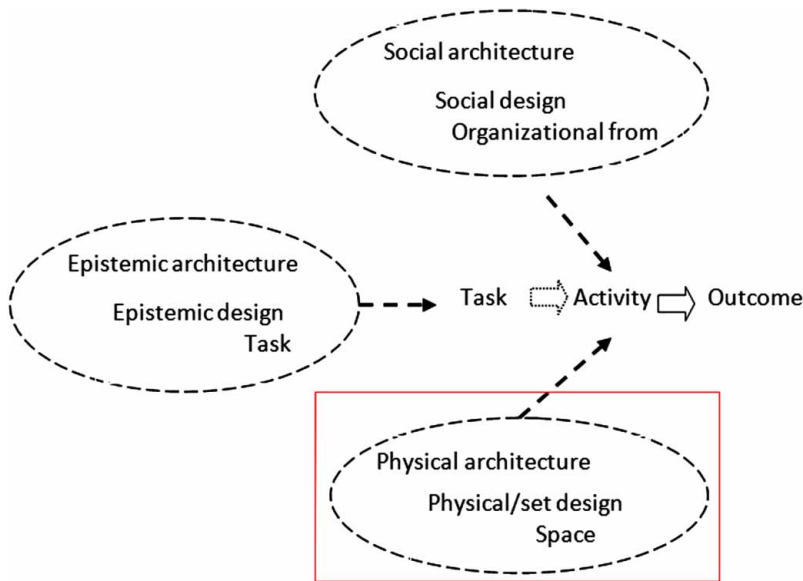 Social architecture
Social design
Organizational from
Epistemic architecture
Epistemic design
Task
Task Activity Outcome
Physical architecture
Physical/set design
Space